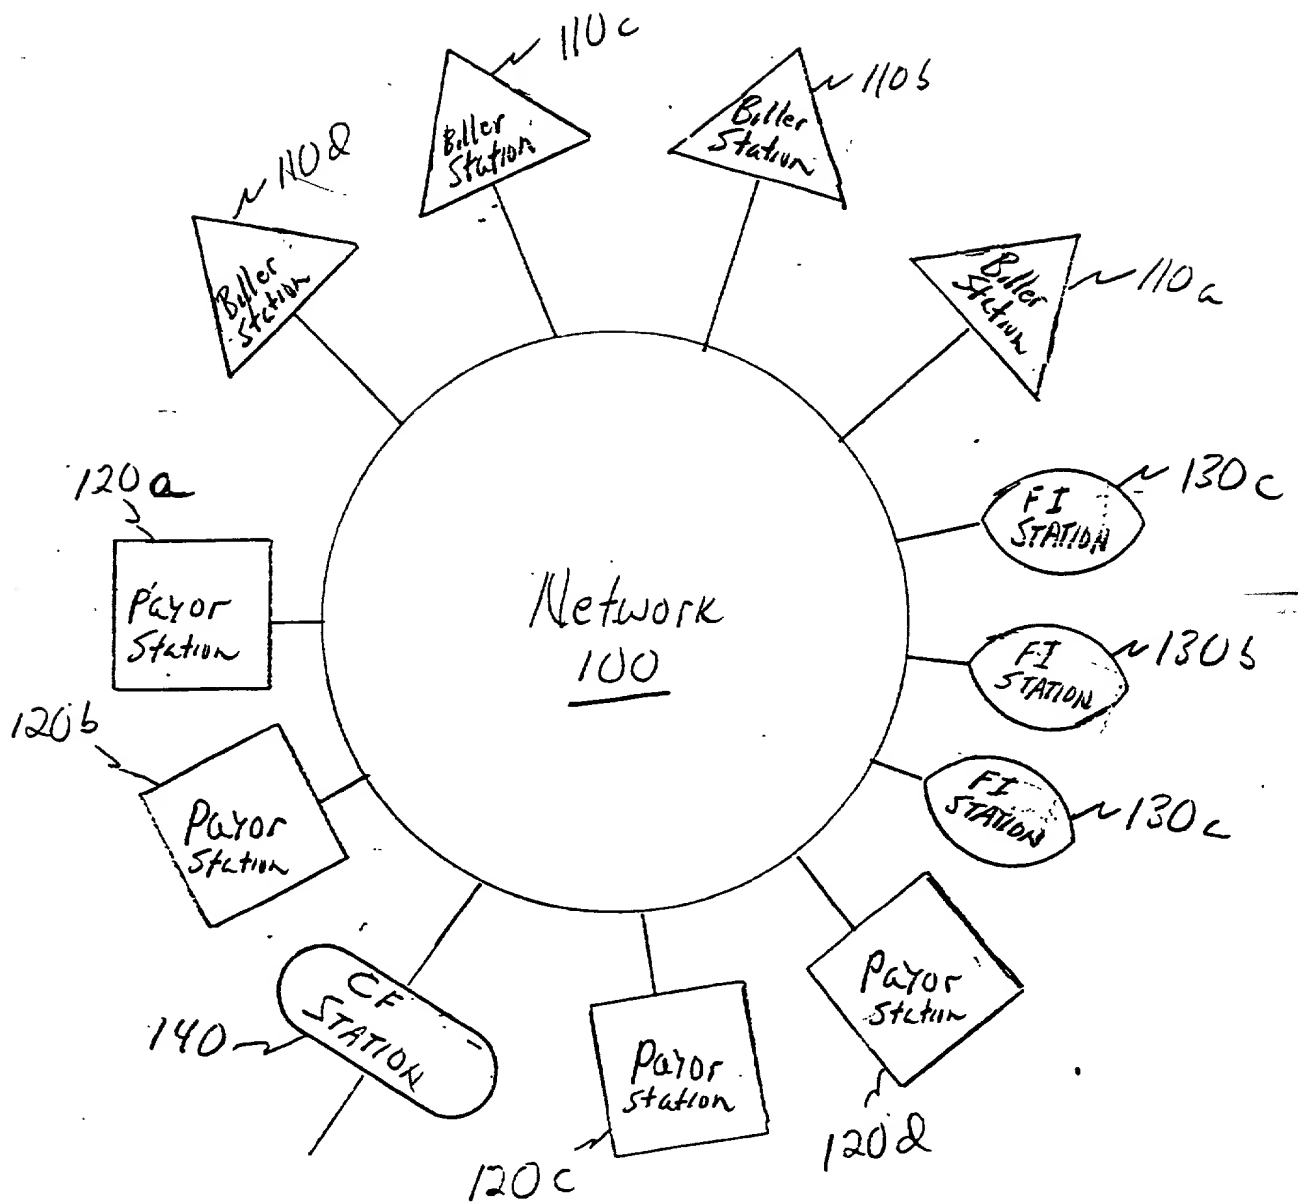 110c
110b
Biller
Station
Biller
Station
110d
110a
Biller
Station
Biller
Station
130c
FI
STATION
120a
Payor
Station
Network
100
130b
FI
STATION
120b
Payor
Station
FI
STATION
CF
STATION
140
Payor
Station
Payor
Station
120c
120d